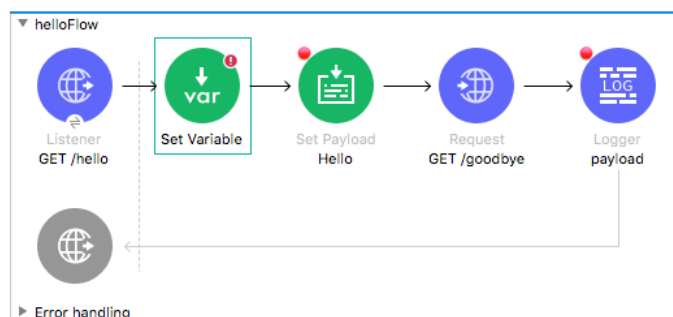 helloFlow
var
LOG
Listener
Set Variable
Set Payload
Request
Logger
GET /hello
Hello
GET /goodbye
payload
Error handling